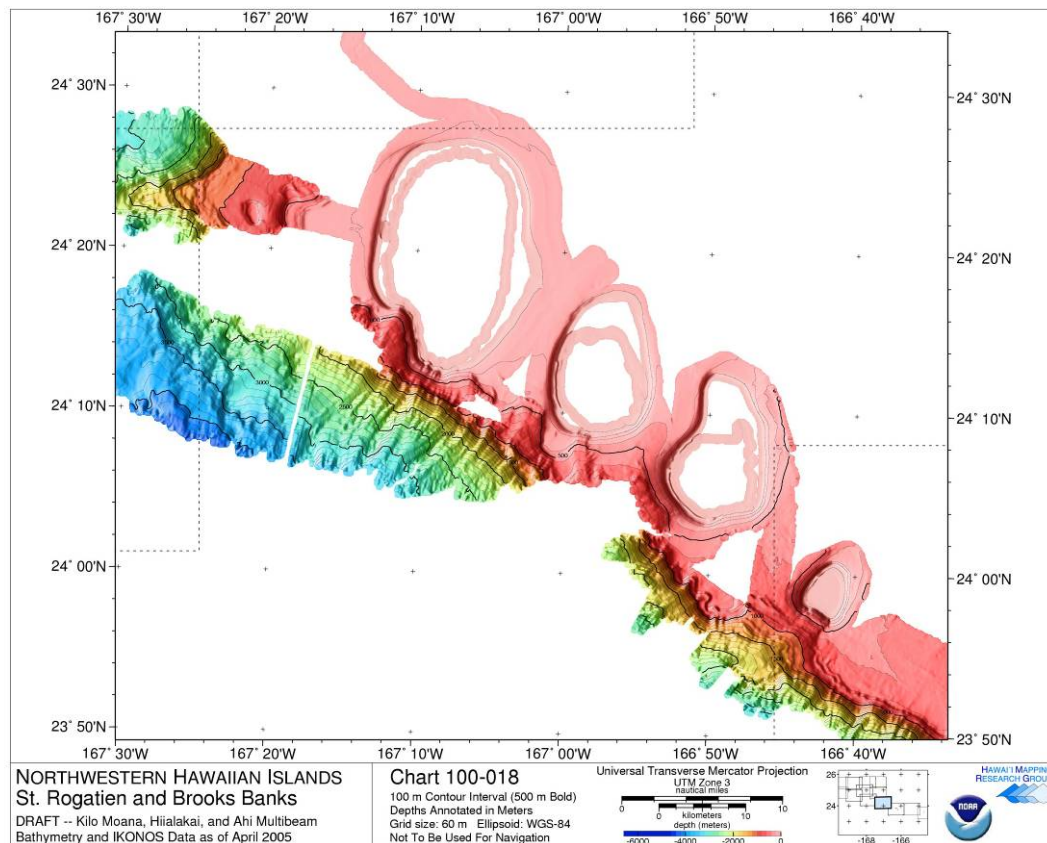 167˚ 30'W 167˚ 20'W 167˚ 10'W 167˚ 00'W 166˚ 50'W 166˚ 40'W
24˚ 30'N 24˚ 30'N
24˚ 20'N 24˚ 20'N
24˚ 10'N 24˚ 10'N
24˚ 00'N 24˚ 00'N
23˚ 50'N 23˚ 50'N
3000
500
1000
167˚ 30'W 167˚ 20'W 167˚ 10'W 167˚ 00'W 166˚ 50'W 166˚ 40'W
NORTHWESTERN HAWAIIAN ISLANDS
St. Rogatien and Brooks Banks
DRAFT -- Kilo Moana, Hiialakai, and Ahi Multibeam
Bathymetry and IKONOS Data as of April 2005
Chart 100-018
100 m Contour Interval (500 m Bold)
Depths Annotated in Meters
Grid size: 60 m Ellipsoid: WGS-84
Not To Be Used For Navigation
Universal Transverse Mercator Projection
UTM Zone 3
nautical miles
10 0 10
10 0 10
kilometers
depth (meters)
-6000 -4000 -2000 0
26
24
-168 -166
NOAA
HAWAI'I MAPPING
RESEARCH GROUP